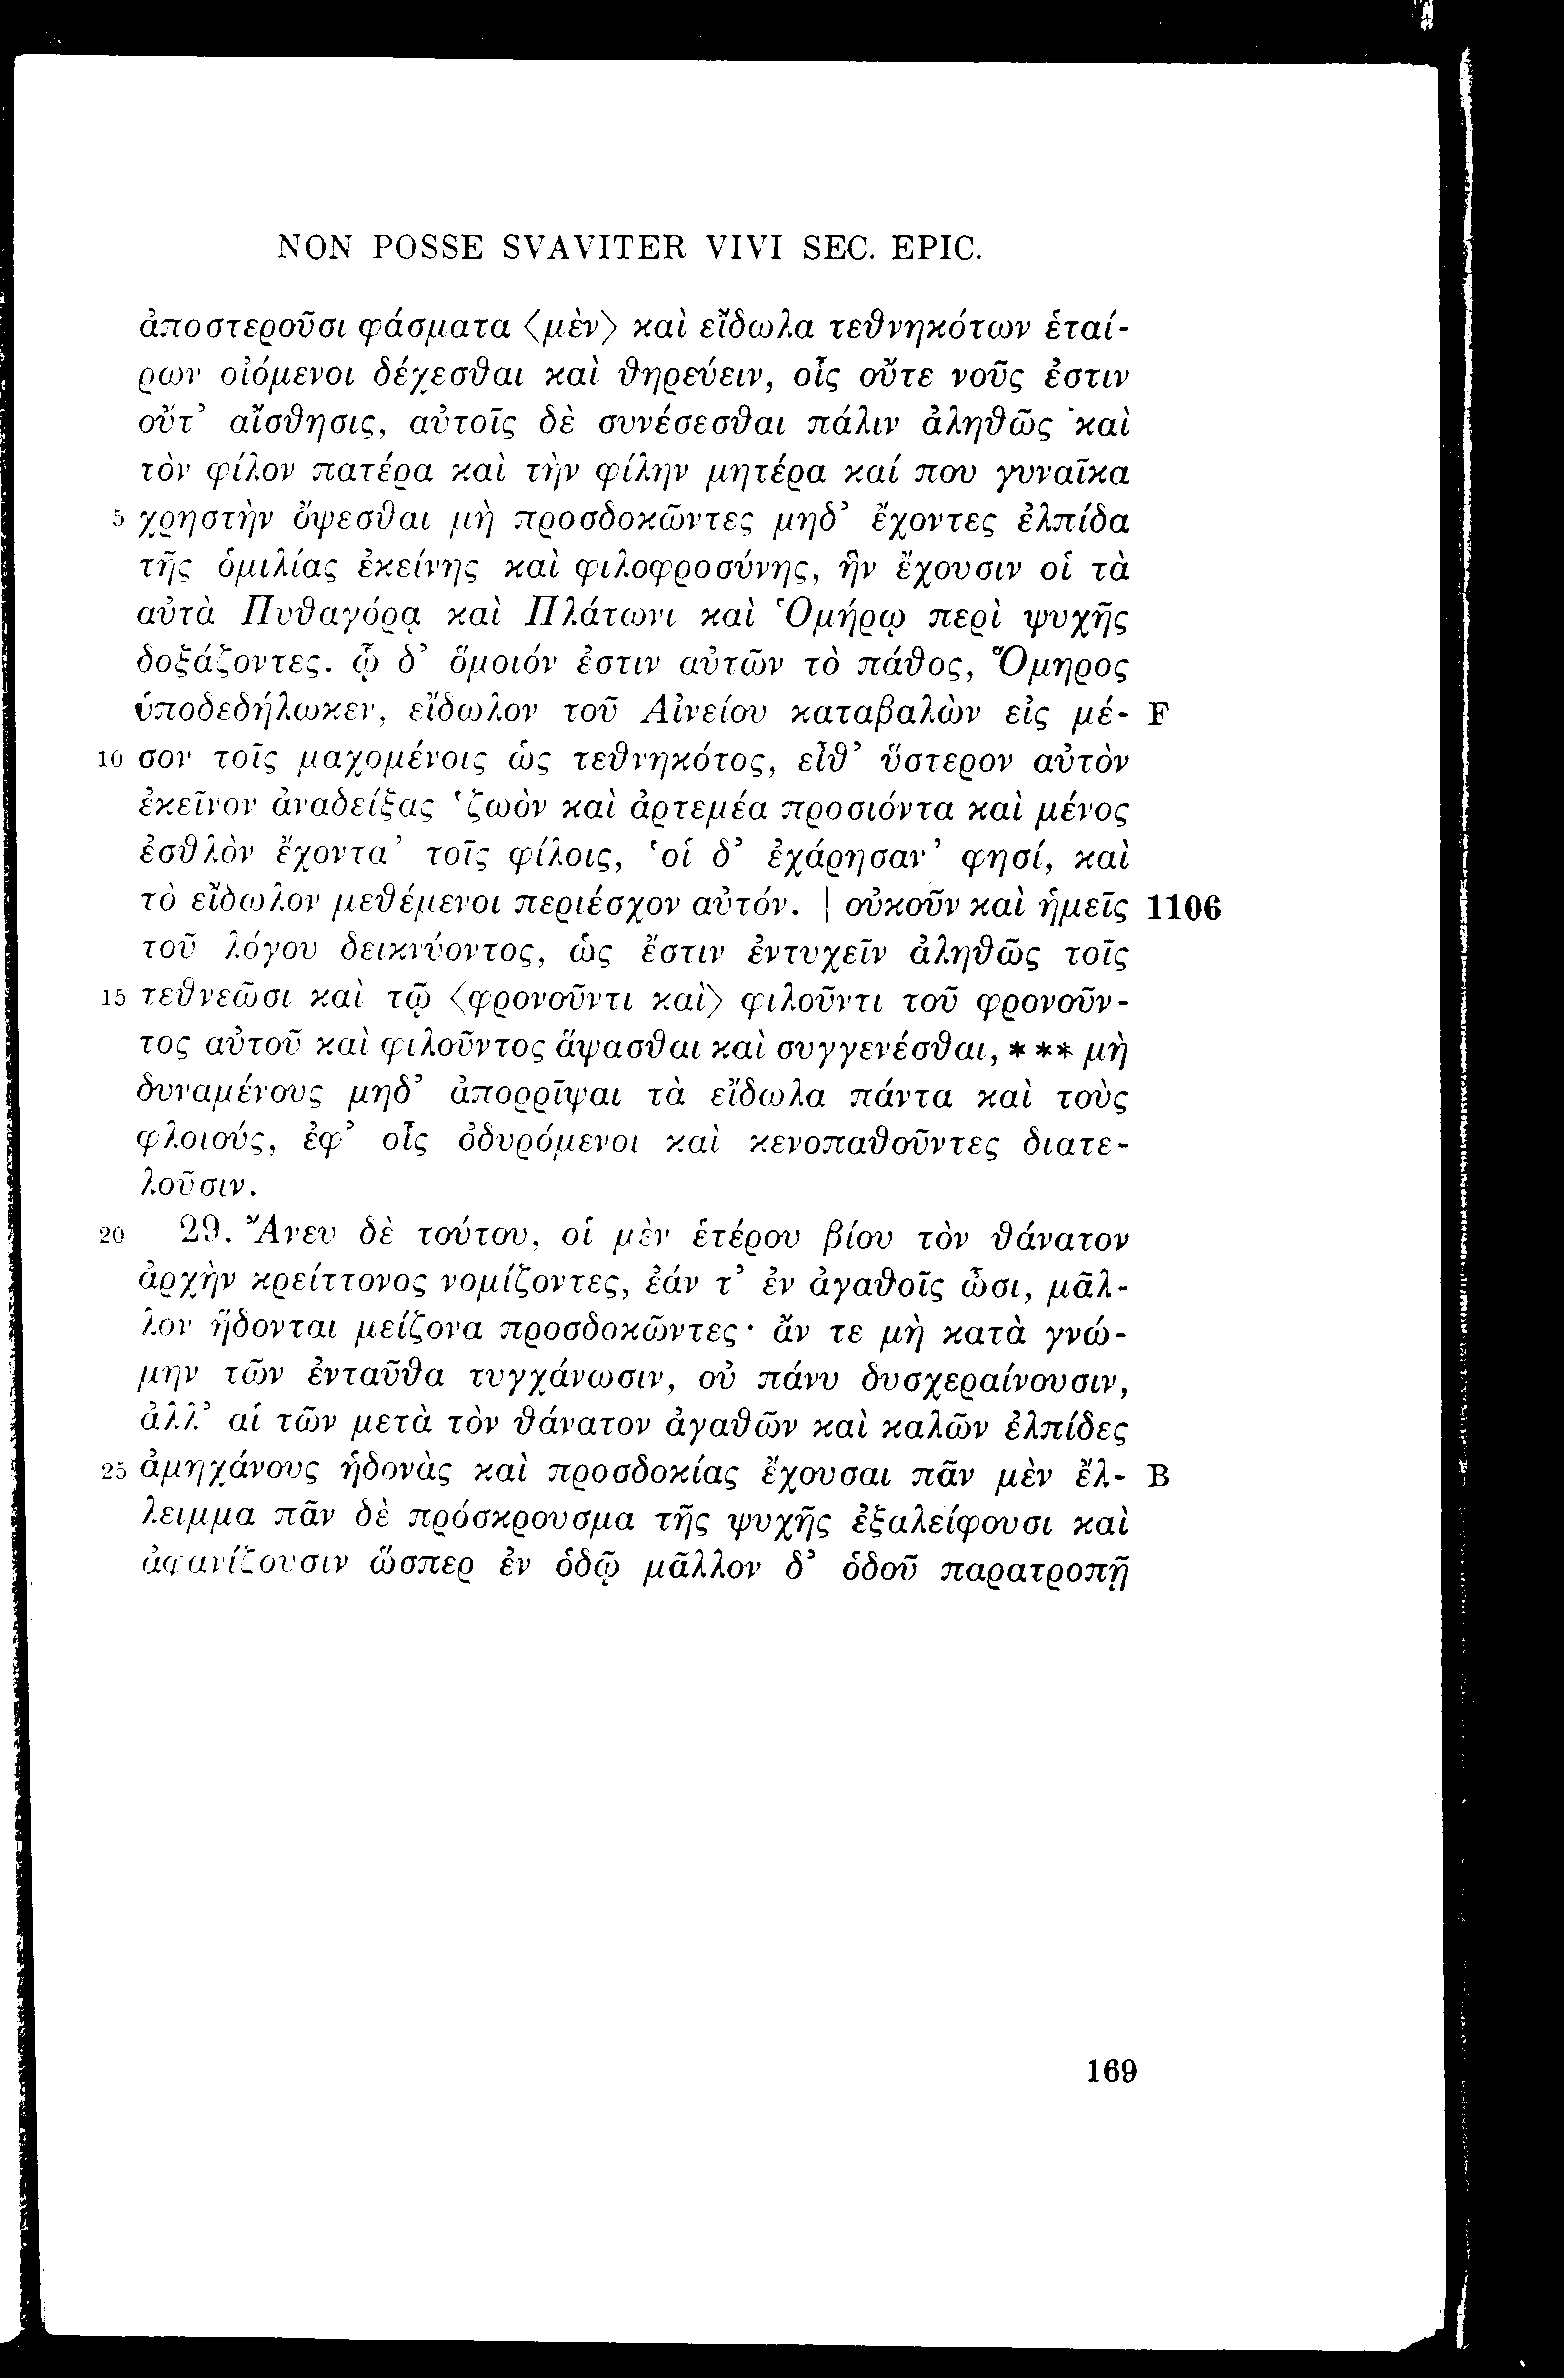 NON POSSE SVAVITER VIVI SEC. EPIC.
ἀποστεροῦσι φάσματα ⟨μὲν⟩ καὶ εἴδωλα τεθνηκότων ἑταί-
ρων οἰόμενοι δέχεσθαι καὶ θηρεύειν, οἷς οὔτε νοῦς ἐστιν
οὔτ’ αἴσθησις, αὐτοῖς δὲ συνέσεσθαι πάλιν ἀληθῶς καὶ
τὸν φίλον πατέρα καὶ τὴν φίλην μητέρα καί που γυναῖκα
5 χρηστὴν ὄψεσθαι μὴ προσδοκῶντες μηδ’ ἔχοντες ἐλπίδα
τῆς ὁμιλίας ἐκείνης καὶ φιλοφροσύνης, ἣν ἔχουσιν οἱ τὰ
αὐτὰ Πυθαγόρᾳ καὶ Πλάτωνι καὶ Ὁμήρῳ περὶ ψυχῆς
δοξάζοντες. ᾧ δ’ ὅμοιόν ἐστιν αὐτῶν τὸ πάθος, Ὅμηρος
ὑποδεδήλωκεν, εἴδωλον τοῦ Αἰνείου καταβαλὼν εἰς μέ- F
10 σον τοῖς μαχομένοις ὡς τεθνηκότος, εἶθ’ ὕστερον αὐτὸν
ἐκεῖνον ἀναδείξας ‘ζωὸν καὶ ἀρτεμέα προσιόντα καὶ μένος
ἐσθλὸν ἔχοντα’ τοῖς φίλοις, ‘οἱ δ’ ἐχάρησαν’ φησί, καὶ
τὸ εἴδωλον μεθέμενοι περιέσχον αὐτόν. | οὐκοῦν καὶ ἡμεῖς 1106
τοῦ λόγου δεικνύοντος, ὡς ἔστιν ἐντυχεῖν ἀληθῶς τοῖς
15 τεθνεῶσι καὶ τῷ ⟨φρονοῦντι καὶ⟩ φιλοῦντι τοῦ φρονοῦν-
τος αὐτοῦ καὶ φιλοῦντος ἅψασθαι καὶ συγγενέσθαι, * ** μὴ
δυναμένους μηδ’ ἀπορρῖψαι τὰ εἴδωλα πάντα καὶ τοὺς
φλοιούς, ἐφ’ οἷς ὀδυρόμενοι καὶ κενοπαθοῦντες διατε-
λοῦσιν.
20 29. Ἄνευ δὲ τούτου, οἱ μὲν ἑτέρου βίου τὸν θάνατον
ἀρχὴν κρείττονος νομίζοντες, ἐάν τ’ ἐν ἀγαθοῖς ὦσι, μᾶλ-
λον ἥδονται μείζονα προσδοκῶντες· ἄν τε μὴ κατὰ γνώ-
μην τῶν ἐνταῦθα τυγχάνωσιν, οὐ πάνυ δυσχεραίνουσιν,
ἀλλ’ αἱ τῶν μετὰ τὸν θάνατον ἀγαθῶν καὶ καλῶν ἐλπίδες
25 ἀμηχάνους ἡδονὰς καὶ προσδοκίας ἔχουσαι πᾶν μὲν ἔλ- B
λειμμα πᾶν δὲ πρόσκρουσμα τῆς ψυχῆς ἐξαλείφουσι καὶ
ἀφανίζουσιν ὥσπερ ἐν ὁδῷ μᾶλλον δ’ ὁδοῦ παρατροπῇ
169